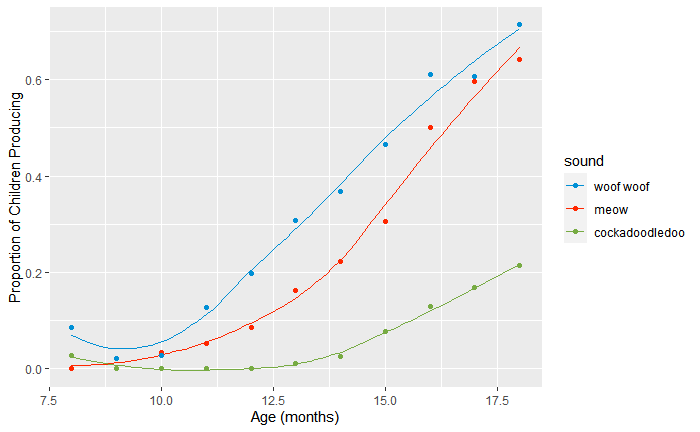 Proportion of Children Producing
0.6
0.4
0.2
0.0
7.5 10.0 12.5 15.0 17.5
Age (months)
sound
woof woof
meow
cockadoodledoo